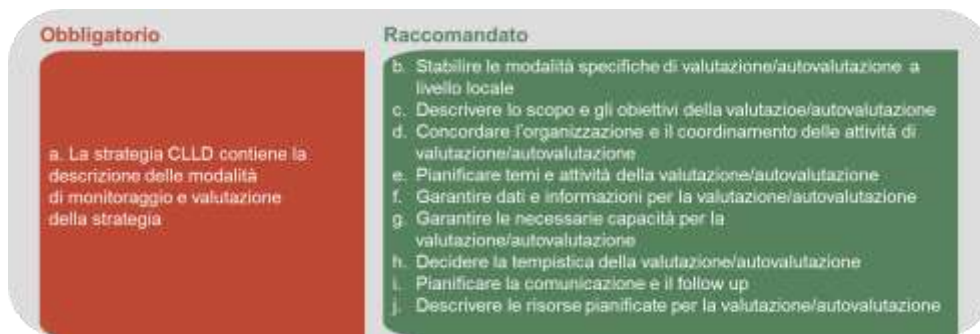 Obbligatorio
a. La strategia CLLD contiene la
descrizione delle modalità
di monitoraggio e valutazione
della strategia
Raccomandato
b. Stabilire le modalità specifiche di valutazione/autovalutazione a
livello locale
c. Descrivere lo scopo e gli obiettivi della valutazioe/autovalutazione
d. Concordare l'organizzazione e il coordinamento delle attività di
valutazione/autovalutazione
e. Pianificare temi e attività della valutazione/autovalutazione
f. Garantire dati e informazioni per la valutazione/autovalutazione
g. Garantire le necessarie capacità per la
valutazione/autovalutazione
h. Decidere la tempistica della valutazione/autovalutazione
i. Pianificare la comunicazione e il follow up
j. Descrivere le risorse pianificate per la valutazione/autovalutazione